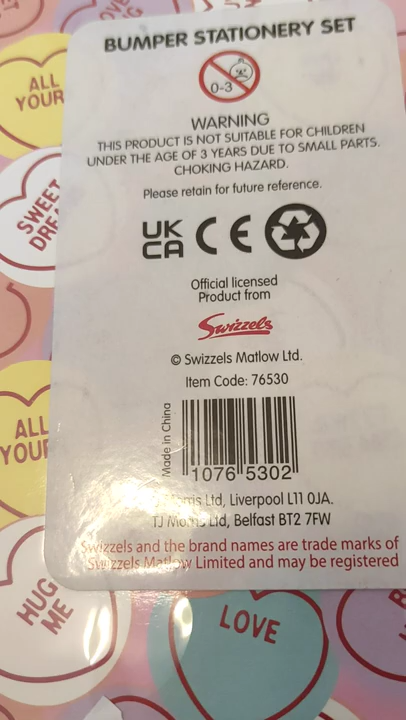 LOVE
BUMPER STATIONERY SET
0-3
ALL
YOUR
WARNING
THIS PRODUCT IS NOT SUITABLE FOR CHILDREN
UNDER THE AGE OF 3 YEARS DUE TO SMALL PARTS.
CHOKING HAZARD.
Please retain for future reference.
SWEET
UK
CA CE
Official licensed
Product from
Swizzels
© Swizzels Matlow Ltd.
Item Code: 76530
Made in China
ALL
YOUR
1076 5302
Ltd, Liverpool L11 0JA.
TJ Morris Ltd, Belfast BT2 7FW
Swizzels and the brand names are trade marks of
Swizzels Matlow Limited and may be registered
HUG
ME
LOVE